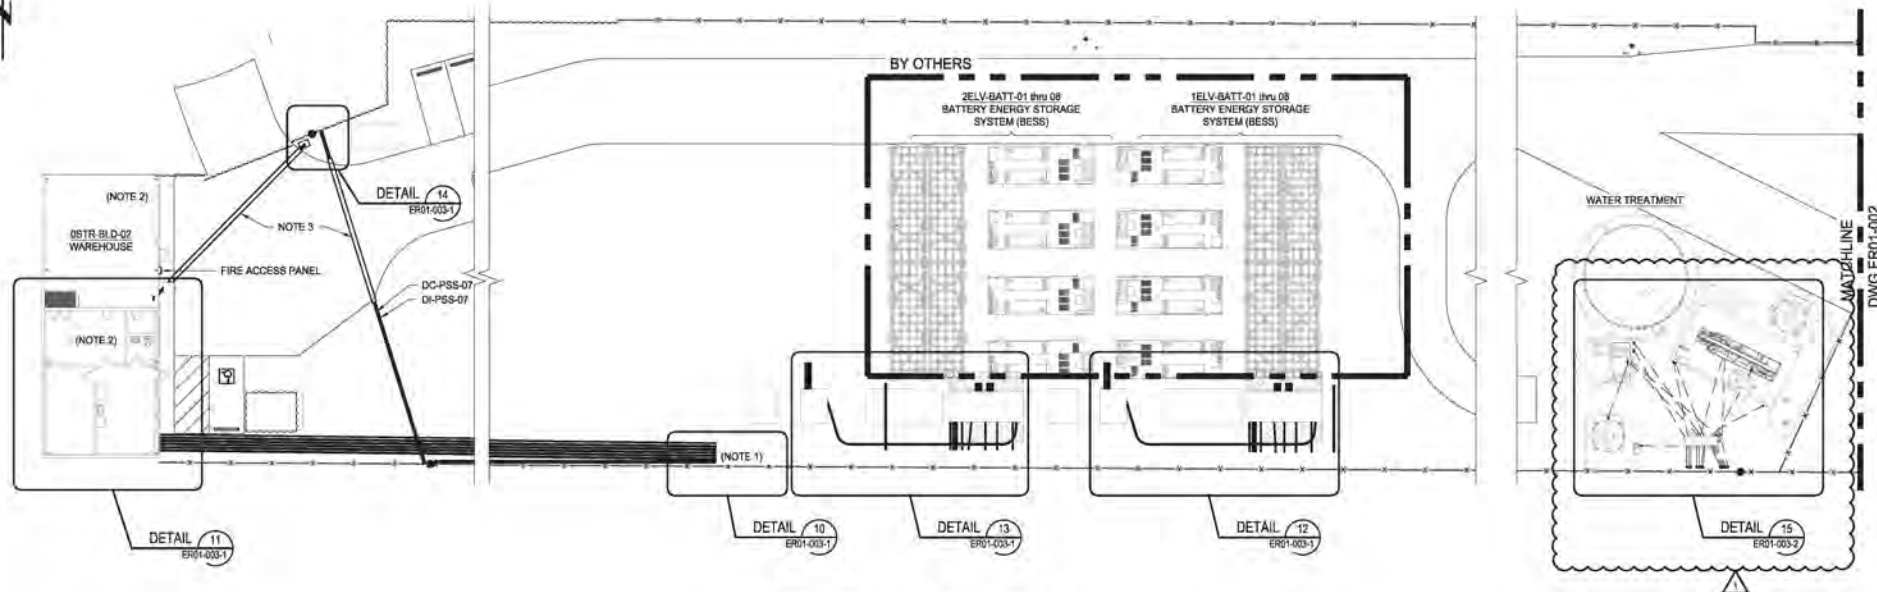 BY OTHERS
2ELV-BATT-01 thru 08
BATTERY ENERGY STORAGE
SYSTEM (BESS)
1ELV-BATT-01 thru 08
BATTERY ENERGY STORAGE
SYSTEM (BESS)
DETAIL 14
ER01-003-1
(NOTE 2)
0STR-BLD-02
WAREHOUSE
NOTE 3
FIRE ACCESS PANEL
DC-PSS-07
DI-PSS-07
(NOTE 2)
WATER TREATMENT
MATCHLINE
DWG ER01-002
(NOTE 1)
DETAIL 11
ER01-003-1
DETAIL 10
ER01-003-1
DETAIL 13
ER01-003-1
DETAIL 12
ER01-003-1
DETAIL 15
ER01-003-2
1